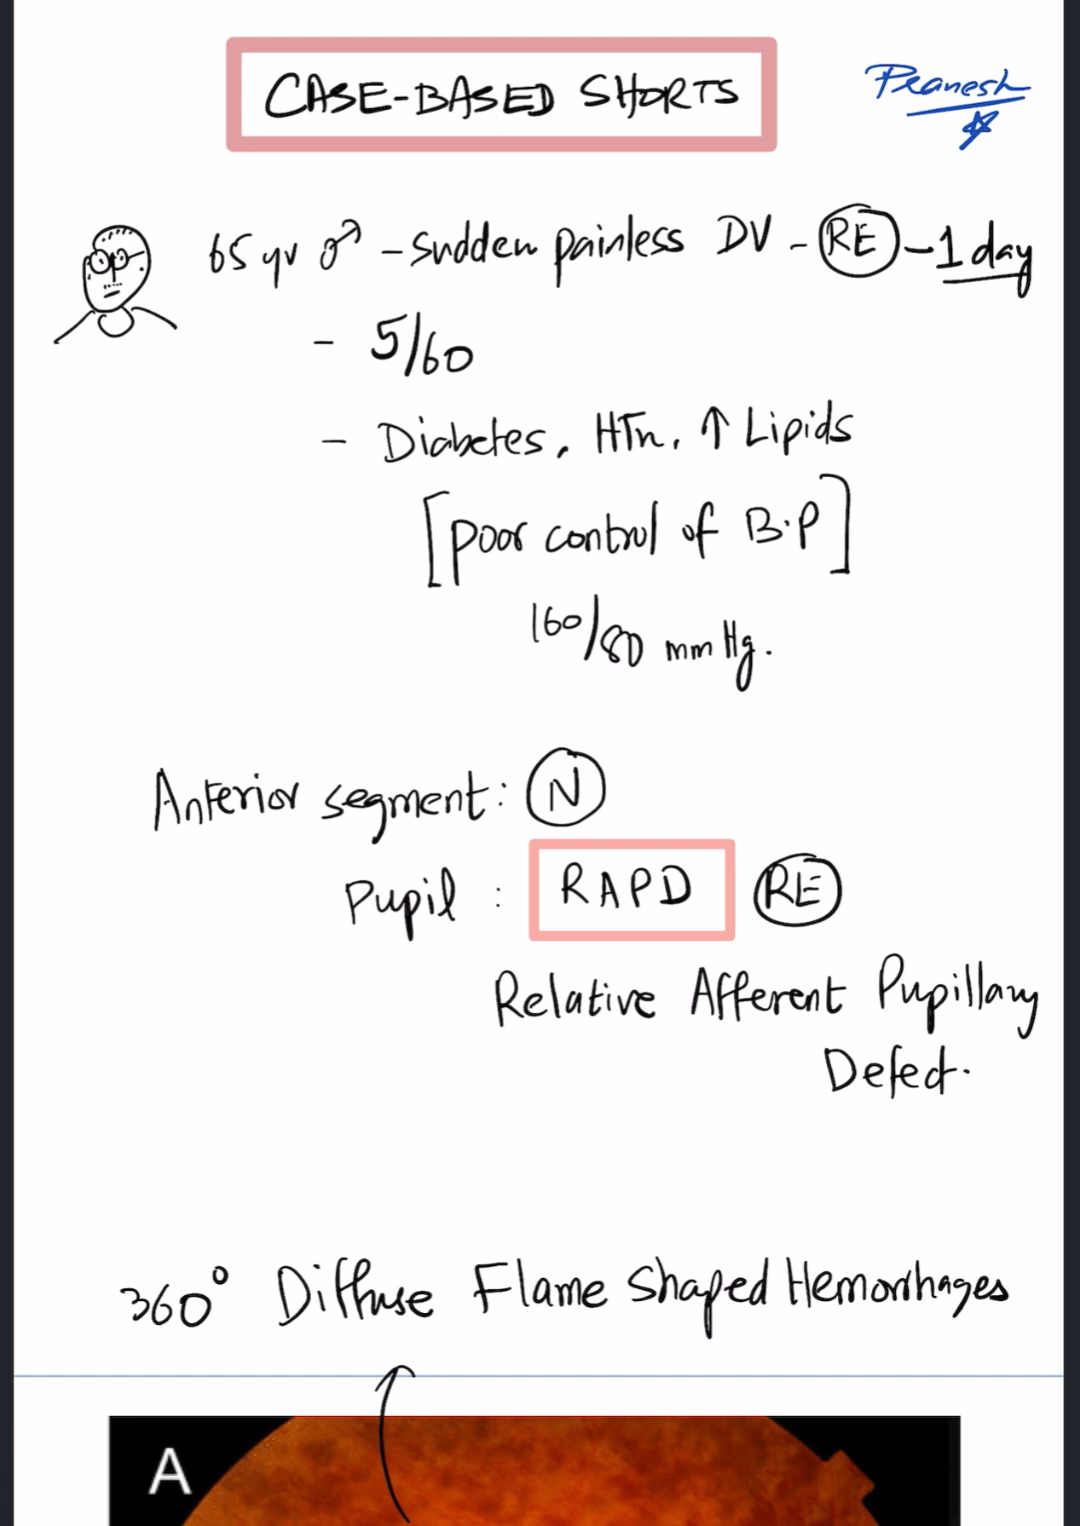 CASE-BASED SHORTS
Pranesh
65 yr ♂ - Sudden painless DV - RE - 1 day
- 5/60
- Diabetes, HTn, ↑ Lipids
[poor control of B.P]
160/80 mm Hg.
Anterior segment: N
Pupil : RAPD RE
Relative Afferent Pupillary
Defect.
360° Diffuse Flame Shaped Hemorrhages
A